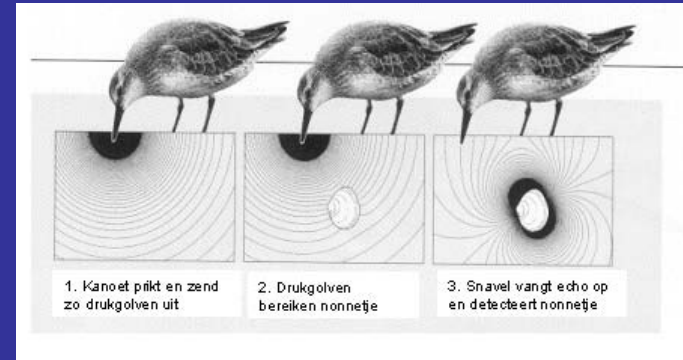 1. Kanoet prikt en zend
zo drukgolven uit
2. Drukgolven
bereiken nonnetje
3. Snavel vangt echo op
en detecteert nonnetje